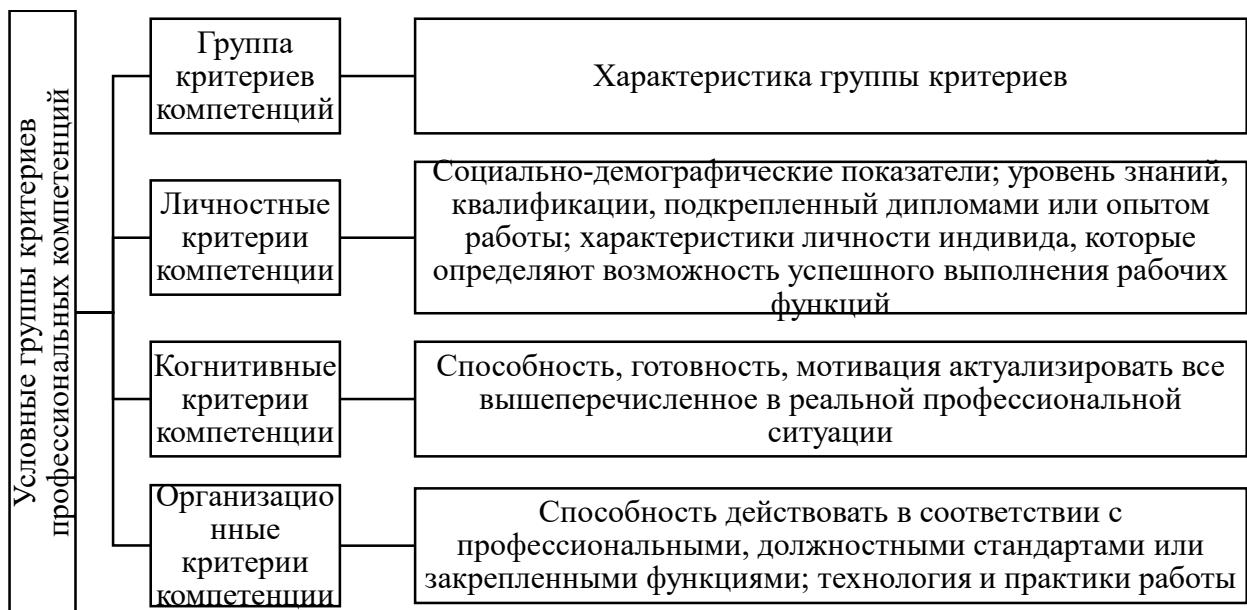 Условные группы критериев
профессиональных компетенций
Группа
критериев
компетенций
Характеристика группы критериев
Личностные
критерии
компетенции
Социально-демографические показатели; уровень знаний,
квалификации, подкрепленный дипломами или опытом
работы; характеристики личности индивида, которые
определяют возможность успешного выполнения рабочих
функций
Когнитивные
критерии
компетенции
Способность, готовность, мотивация актуализировать все
вышеперечисленное в реальной профессиональной
ситуации
Организацио
нные
критерии
компетенции
Способность действовать в соответствии с
профессиональными, должностными стандартами или
закрепленными функциями; технология и практики работы